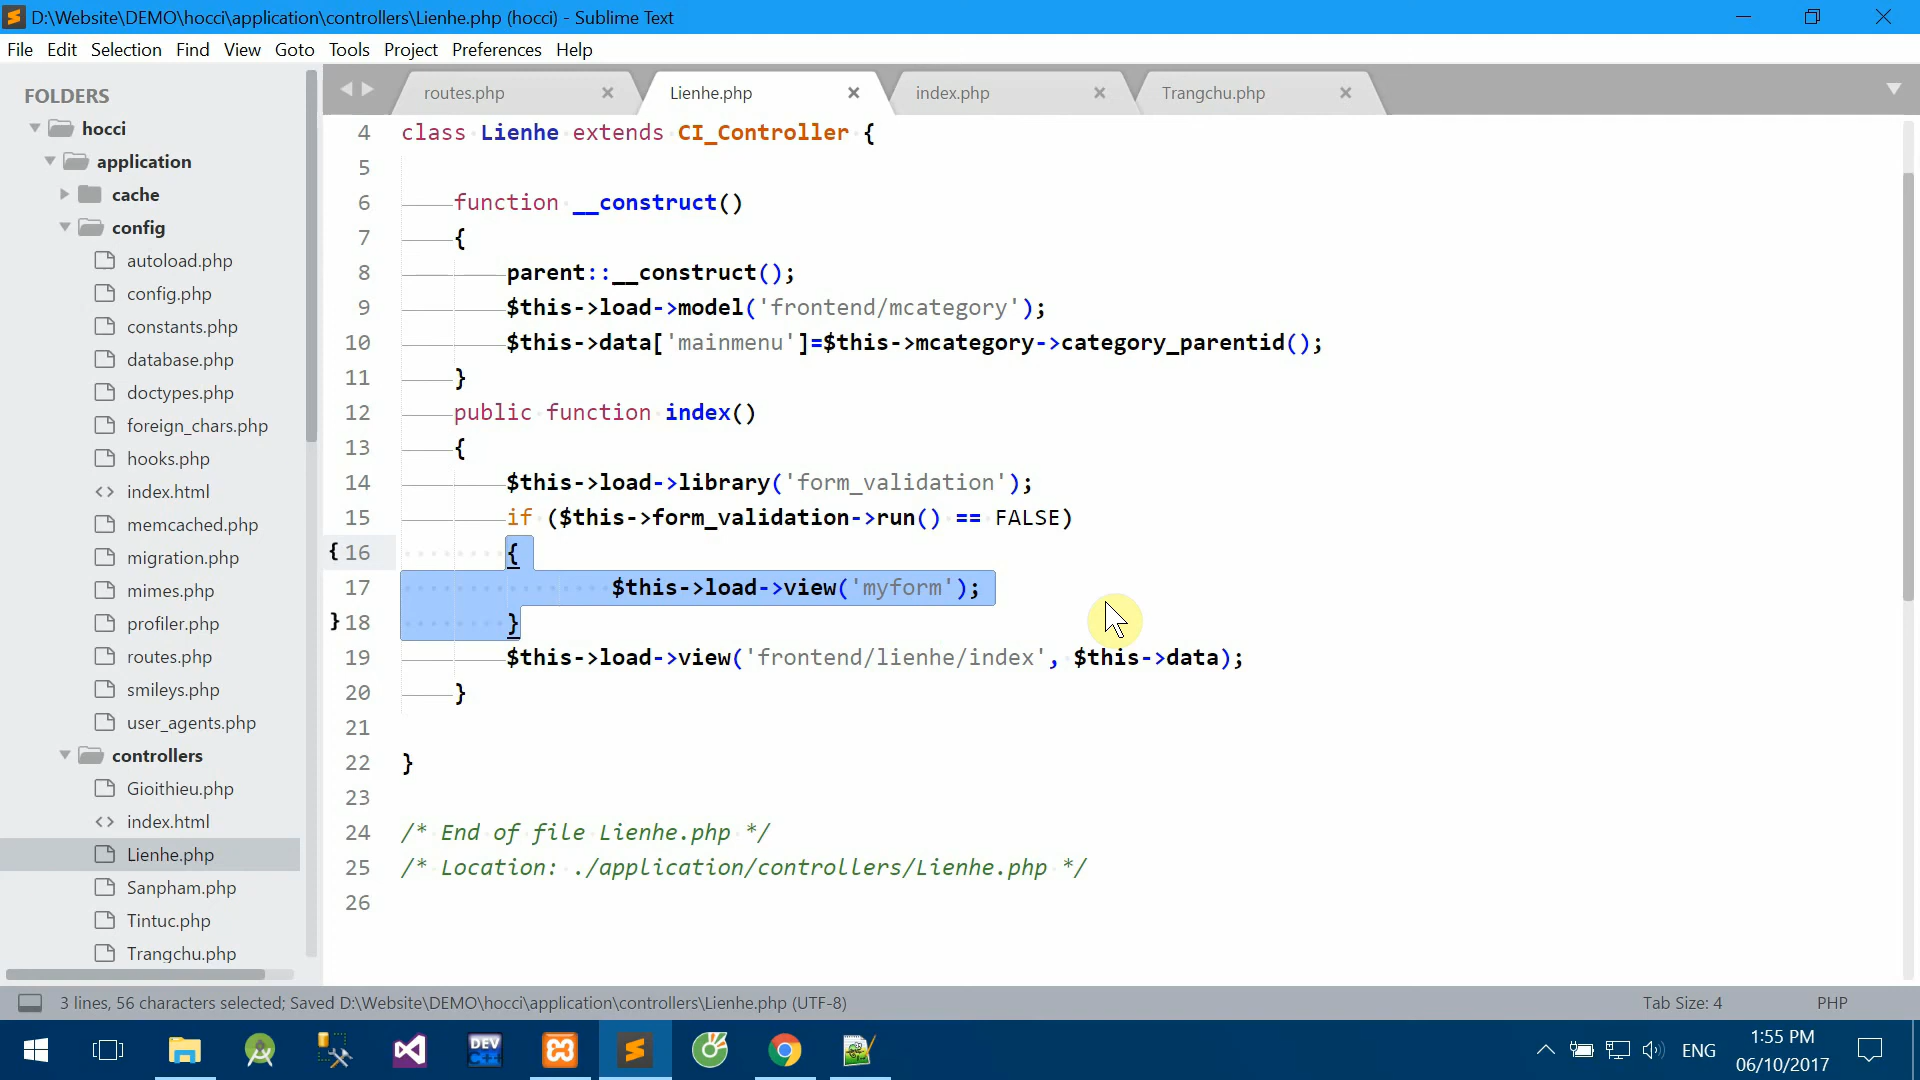 D:\Website\DEMO\hocci\application\controllers\Lienhe.php (hocci) - Sublime Text
File Edit Selection Find View Goto Tools Project Preferences Help
FOLDERS
hocci
application
cache
config
autoload.php
config.php
constants.php
database.php
doctypes.php
foreign_chars.php
hooks.php
index.html
memcached.php
migration.php
mimes.php
profiler.php
routes.php
smileys.php
user_agents.php
controllers
Gioithieu.php
index.html
Lienhe.php
Sanpham.php
Tintuc.php
Trangchu.php
routes.php Lienhe.php index.php Trangchu.php
4 class Lienhe extends CI_Controller {
5
6 function __construct()
7 {
8 parent::__construct();
9 $this->load->model('frontend/mcategory');
10 $this->data['mainmenu']=$this->mcategory->category_parentid();
11 }
12 public function index()
13 {
14 $this->load->library('form_validation');
15 if ($this->form_validation->run() == FALSE)
{ 16 {
17 $this->load->view('myform');
} 18 }
19 $this->load->view('frontend/lienhe/index', $this->data);
20 }
21
22 }
23
24 /* End of file Lienhe.php */
25 /* Location: ./application/controllers/Lienhe.php */
26
3 lines, 56 characters selected; Saved D:\Website\DEMO\hocci\application\controllers\Lienhe.php (UTF-8) Tab Size: 4 PHP
DEV
C++
ENG
1:55 PM
06/10/2017